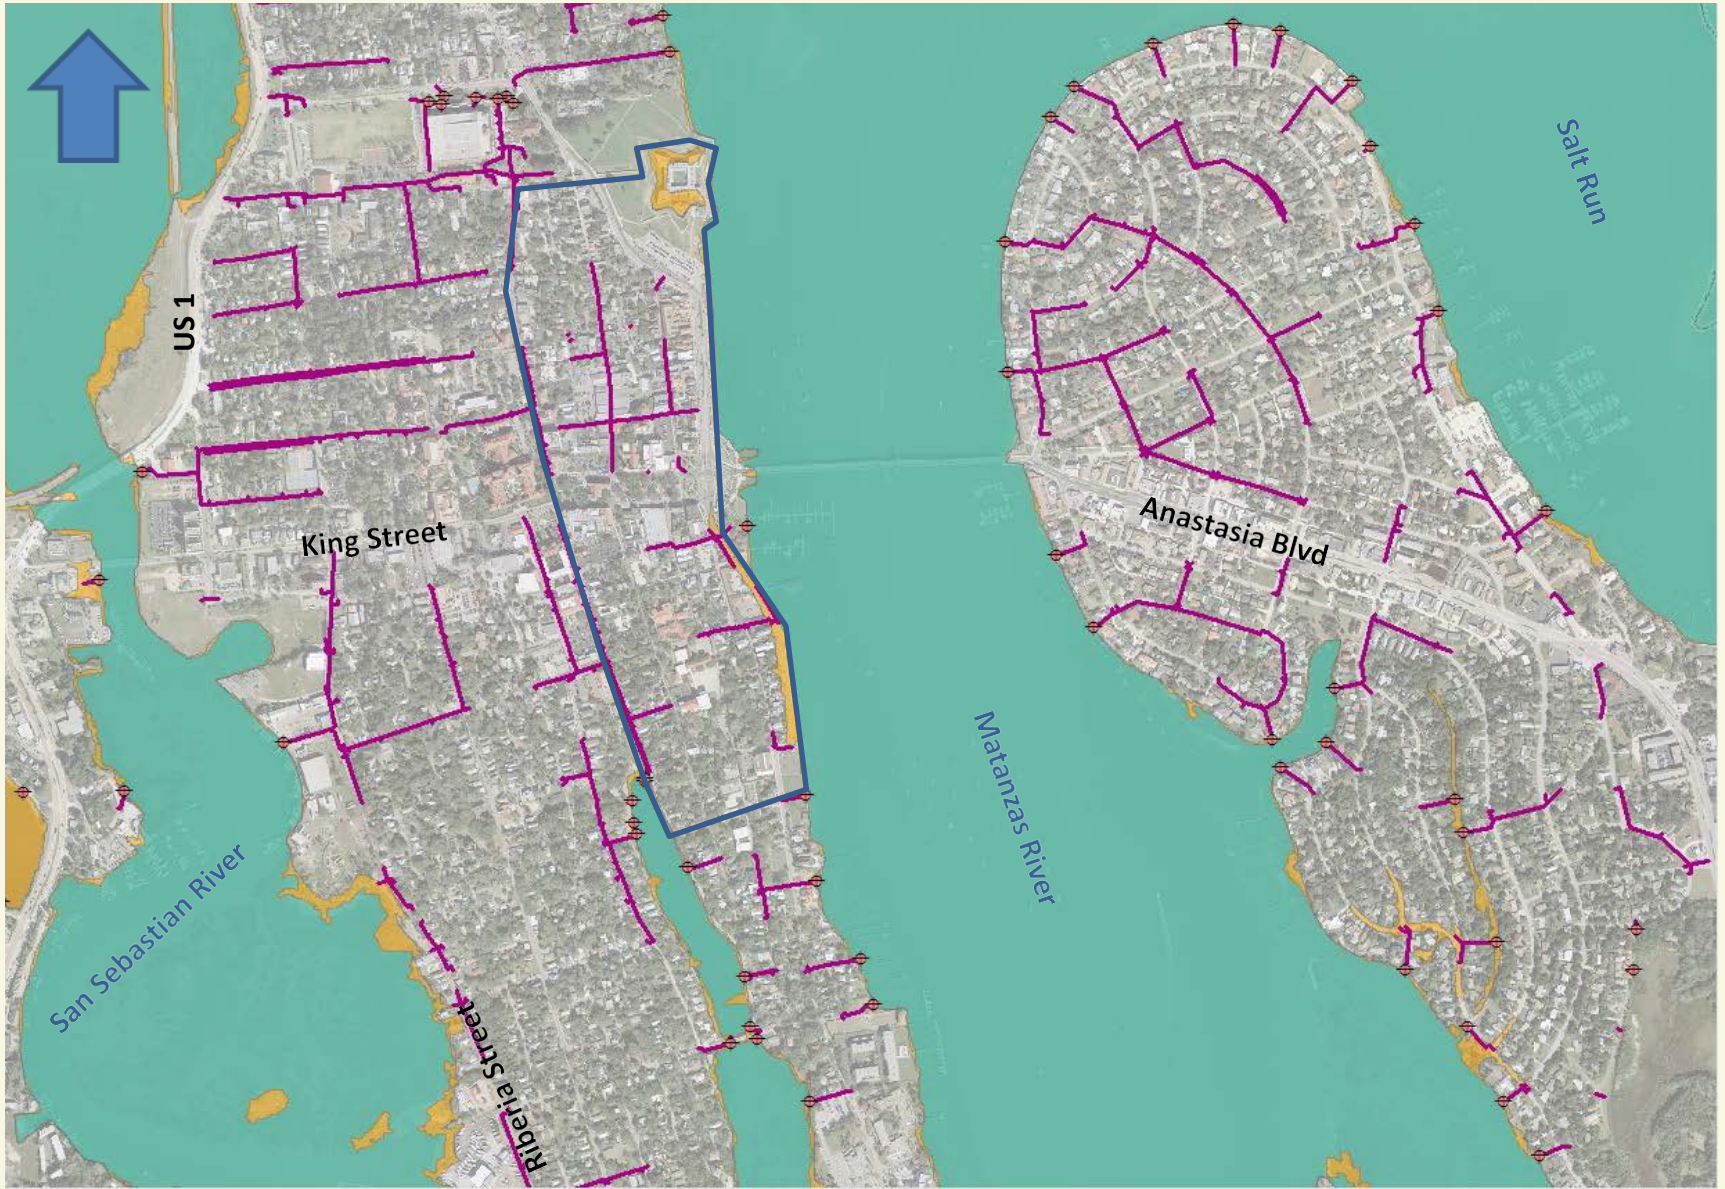 Salt Run
US 1
King Street
Anastasia Blvd
Matanzas River
San Sebastian River
Riberia Street